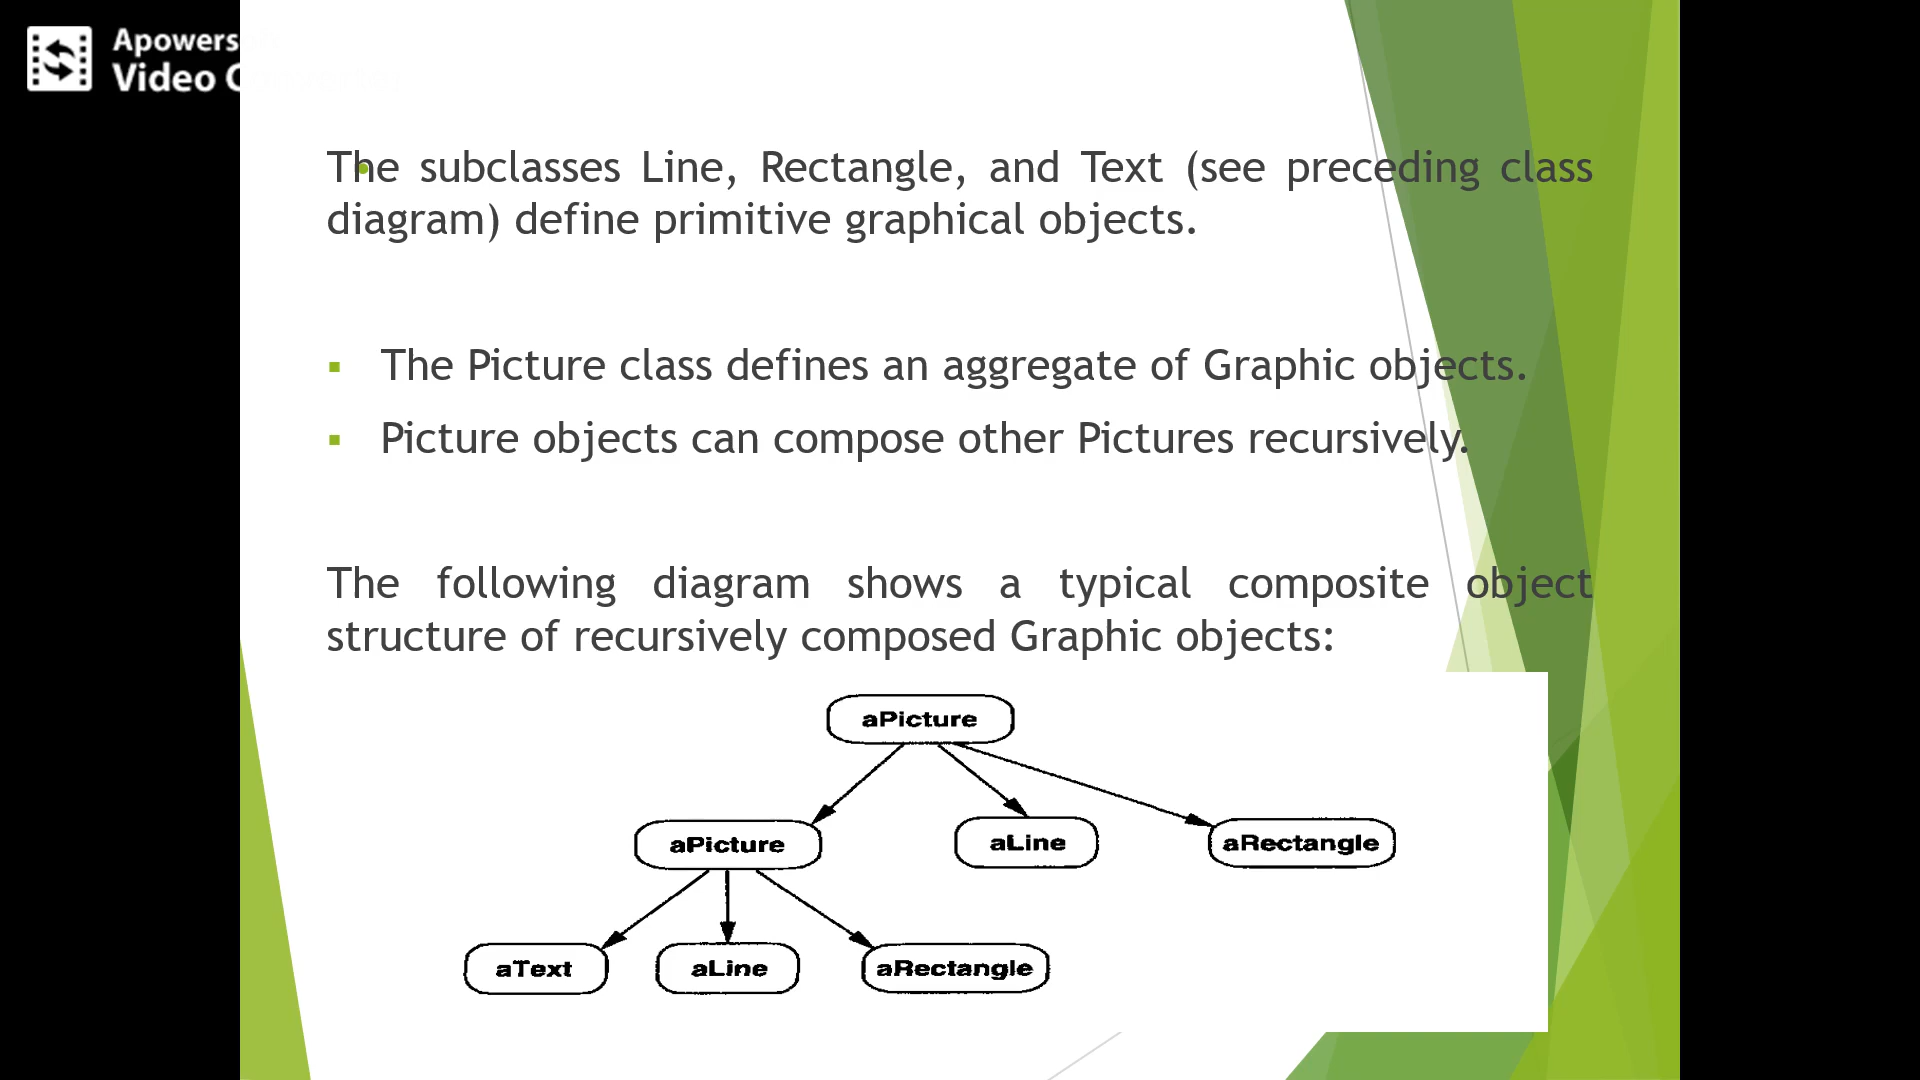 Apowers
Video
The subclasses Line, Rectangle, and Text (see preceding class
diagram) define primitive graphical objects.
The Picture class defines an aggregate of Graphic objects.
Picture objects can compose other Pictures recursively.
The following diagram shows a typical composite object
structure of recursively composed Graphic objects:
aPicture
aPicture
aLine
aRectangle
aText
aLine
aRectangle